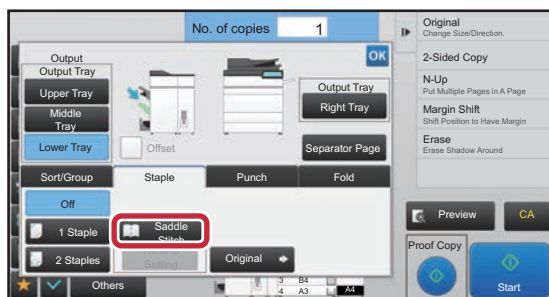 No. of copies 1
OK
Output
Output Tray
Upper Tray
Middle
Tray
Lower Tray
Offset
Output Tray
Right Tray
Separator Page
Sort/Group
Staple
Punch
Fold
Off
1 Staple
2 Staples
Saddle
Stitch
Setting
Original
Others
3 B4
4 A3
A4
Original
Change Size/Direction.
2-Sided Copy
N-Up
Put Multiple Pages in A Page
Margin Shift
Shift Position to Have Margin
Erase
Erase Shadow Around
Preview
CA
Proof Copy
Start